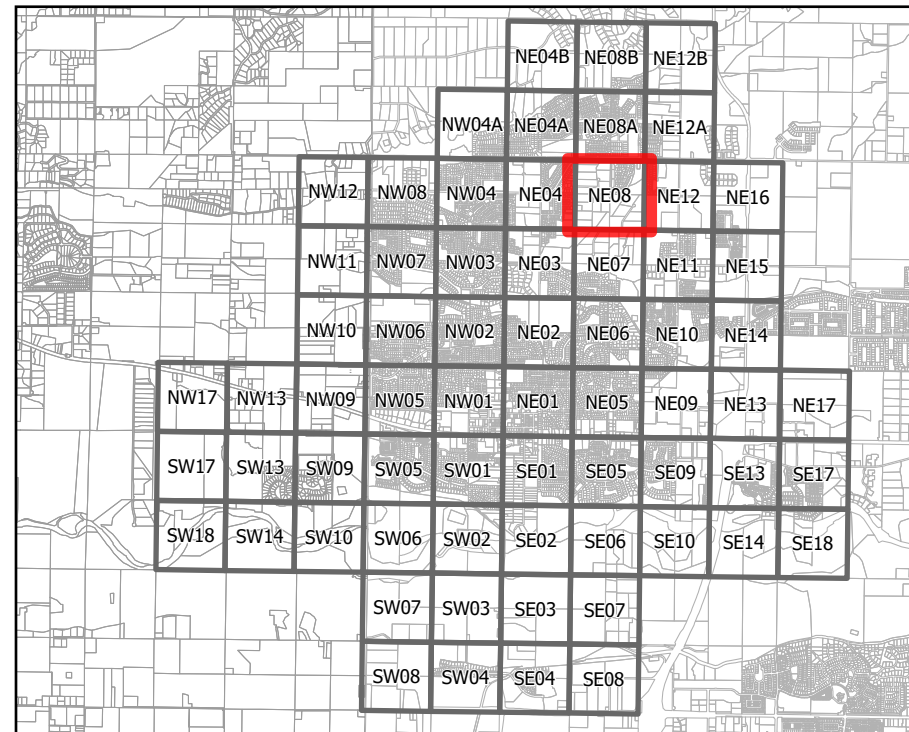 NE04B NE08B NE12B
NW04A NE04A NE08A NE12A
NW12 NW08 NW04 NE04 NE08 NE12 NE16
NW11 NW07 NW03 NE03 NE07 NE11 NE15
NW10 NW06 NW02 NE02 NE06 NE10 NE14
NW17 NW13 NW09 NW05 NW01 NE01 NE05 NE09 NE13 NE17
SW17 SW13 SW09 SW05 SW01 SE01 SE05 SE09 SE13 SE17
SW18 SW14 SW10 SW06 SW02 SE02 SE06 SE10 SE14 SE18
SW07 SW03 SE03 SE07
SW08 SW04 SE04 SE08